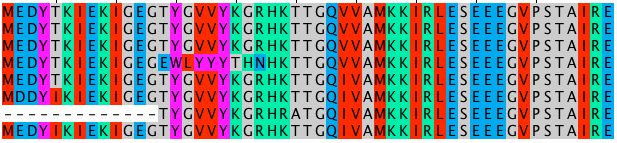 MEDYTKIEKIGEGTYGVVYKGRHKTTGQVVAMKKIRLESEEEGVPSTAIRE
MEDYTKIEKIGEGTYGVVYKGRHKTTGQVVAMKKIRLESEEEGVPSTAIRE
MEDYTKIEKIGEGTYGVVYKGRHKTTGQVVAMKKIRLESEEEGVPSTAIRE
MEDYTKIEKIGEGEWLYYYTHNHKTTGQVVAMKKIRLESEEEGVPSTAIRE
MEDYTKIEKIGEGTYGVVYKGRHKTTGQIVAMKKIRLESEEEGVPSTAIRE
MDDYIKIEKIGEGTYGVVYKGRHKTTGQIVAMKKIRLESEEEGVPSTAIRE
-------------TYGVVYKGRHRATGQIVAMKKIRLESEEEGVPSTAIRE
MEDYIKIEKIGEGTYGVVYKGRHKTTGQIVAMKKIRLESEEEGVPSTAIRE